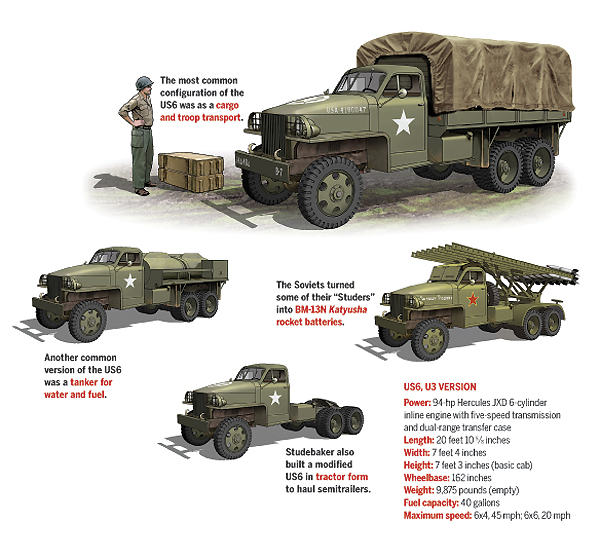 The most common
configuration of the
US6 was as a cargo
and troop transport.
USA 4190047
The Soviets turned
some of their “Studers”
into BM-13N Katyusha
rocket batteries.
Another common
version of the US6
was a tanker for
water and fuel.
Studebaker also
built a modified
US6 in tractor form
to haul semitrailers.
US6, U3 VERSION
Power: 94-hp Hercules JXD 6-cylinder
inline engine with five-speed transmission
and dual-range transfer case
Length: 20 feet 10 ⅝ inches
Width: 7 feet 4 inches
Height: 7 feet 3 inches (basic cab)
Wheelbase: 162 inches
Weight: 9,875 pounds (empty)
Fuel capacity: 40 gallons
Maximum speed: 6x4, 45 mph; 6x6, 20 mph